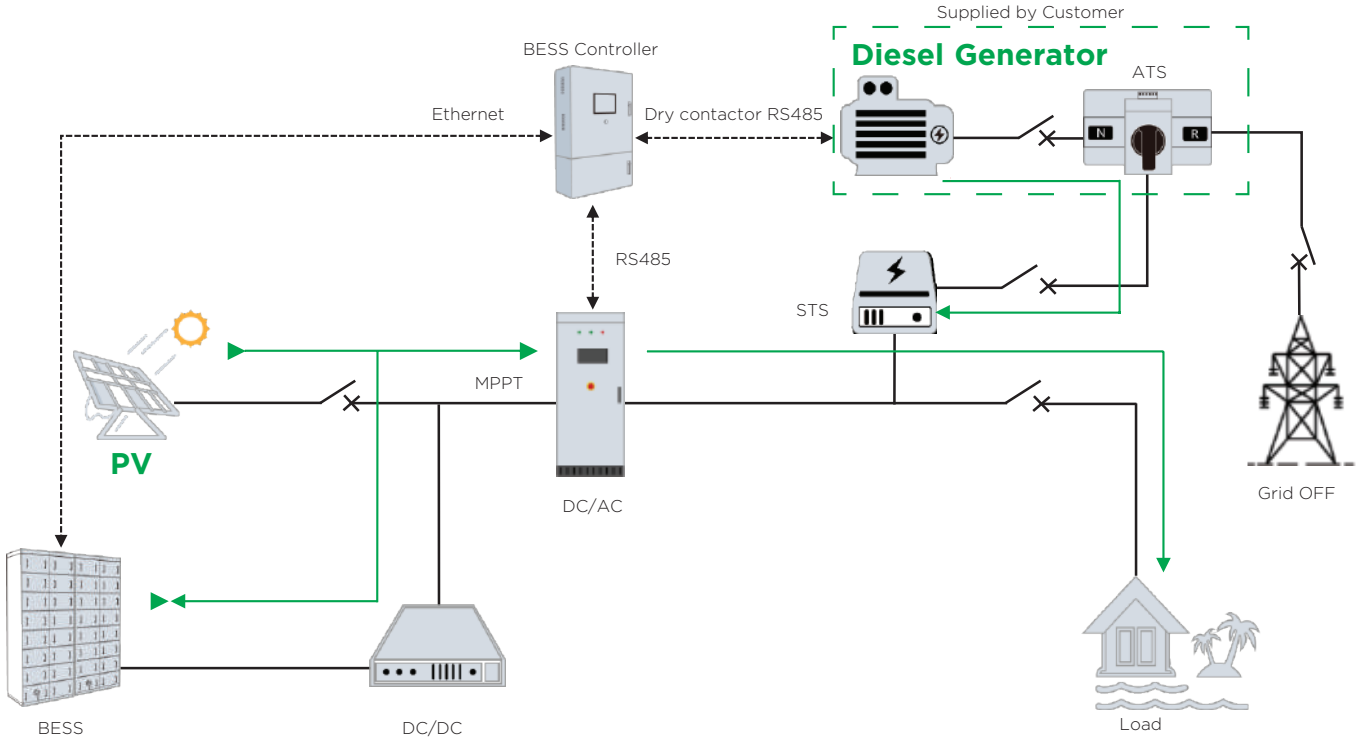 Supplied by Customer
Diesel Generator
BESS Controller
ATS
Ethernet
Dry contactor RS485
N
R
RS485
STS
MPPT
PV
Grid OFF
DC/AC
BESS
DC/DC
Load